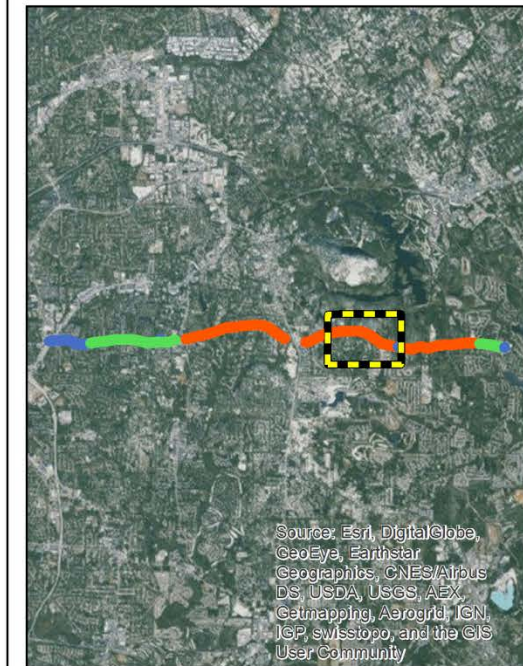 Source: Esri, DigitalGlobe,
GeoEye, Earthstar
Geographics, CNES/Airbus
DS, USDA, USGS, AEX,
Getmapping, Aerogrid, IGN,
IGP, swisstopo, and the GIS
User Community